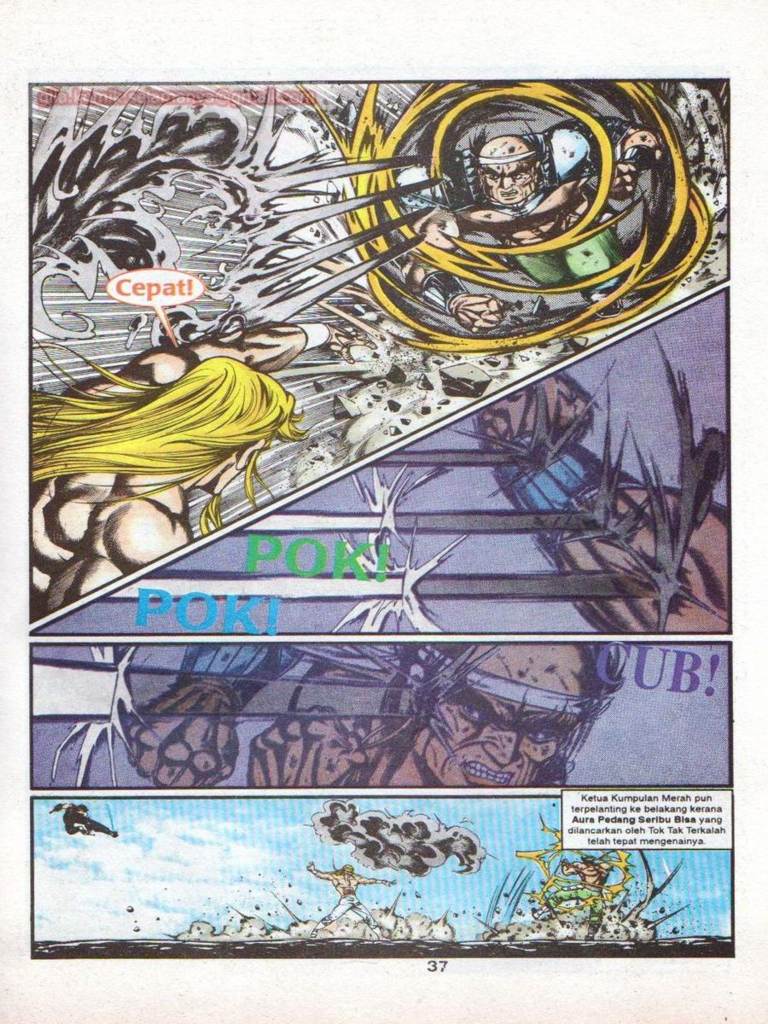 Cepat!
POK!
POK!
CUB!
Ketua Kumpulan Merah pun
terpelanting ke belakang kerana
Aura Pedang Seribu Bisa yang
dilancarkan oleh Tok Tak Terkalah
telah tepat mengenainya.
37